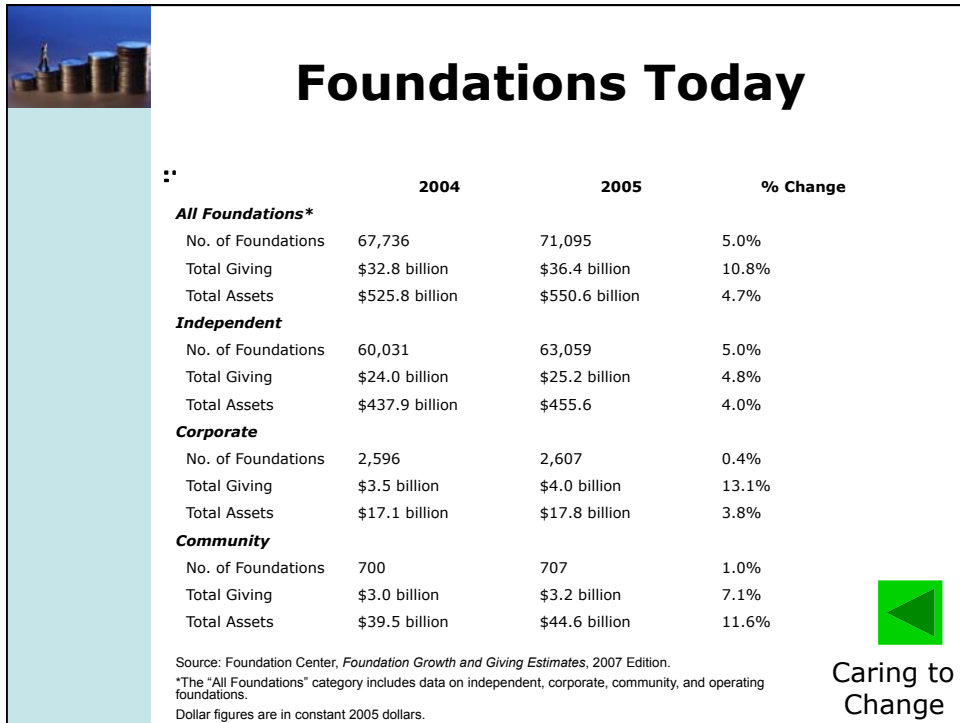 Foundations Today
2004 2005 % Change
All Foundations*
No. of Foundations 67,736 71,095 5.0%
Total Giving $32.8 billion $36.4 billion 10.8%
Total Assets $525.8 billion $550.6 billion 4.7%
Independent
No. of Foundations 60,031 63,059 5.0%
Total Giving $24.0 billion $25.2 billion 4.8%
Total Assets $437.9 billion $455.6 4.0%
Corporate
No. of Foundations 2,596 2,607 0.4%
Total Giving $3.5 billion $4.0 billion 13.1%
Total Assets $17.1 billion $17.8 billion 3.8%
Community
No. of Foundations 700 707 1.0%
Total Giving $3.0 billion $3.2 billion 7.1%
Total Assets $39.5 billion $44.6 billion 11.6%
Source: Foundation Center, Foundation Growth and Giving Estimates, 2007 Edition.
*The “All Foundations” category includes data on independent, corporate, community, and operating
foundations.
Dollar figures are in constant 2005 dollars.
Caring to
Change